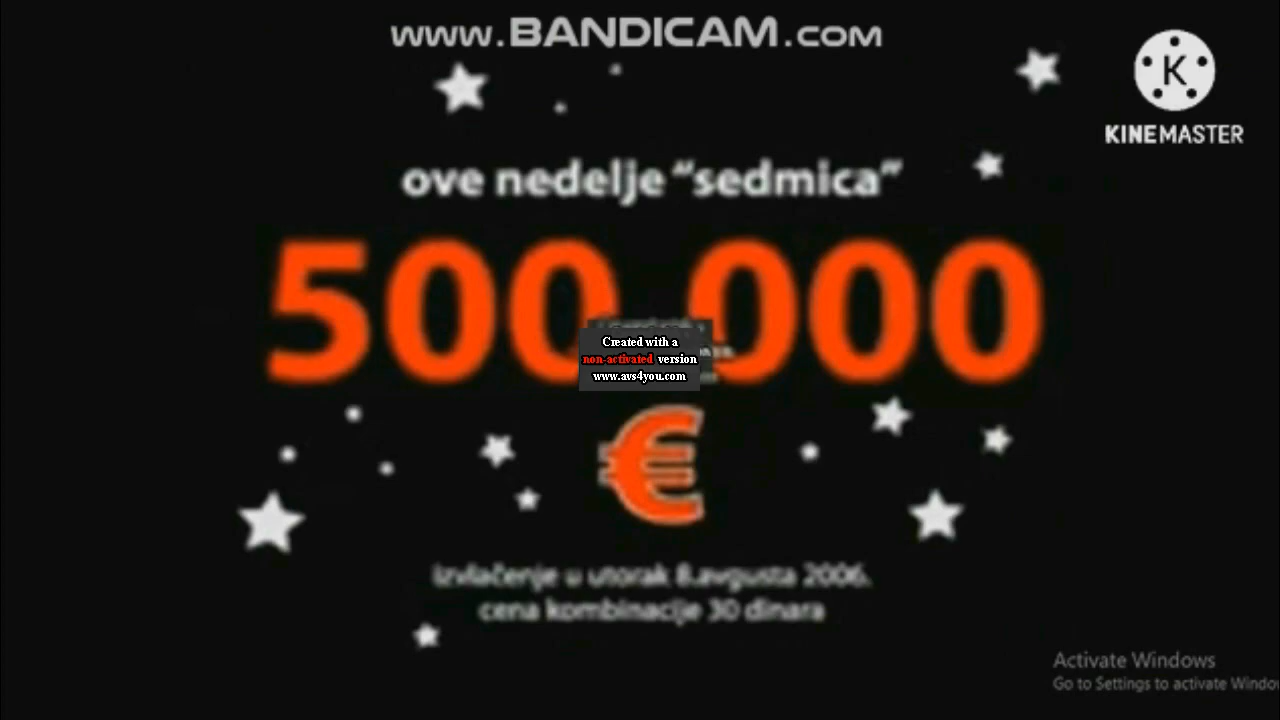 www.BANDICAM.com
K
KINEMASTER
ove nedelje “sedmica”
500.000
Created with a
non-activated version
www.avs4you.com
€
izvlačenje u utorak 8.avgusta 2006.
cena kombinacije 30 dinara
Activate Windows
Go to Settings to activate